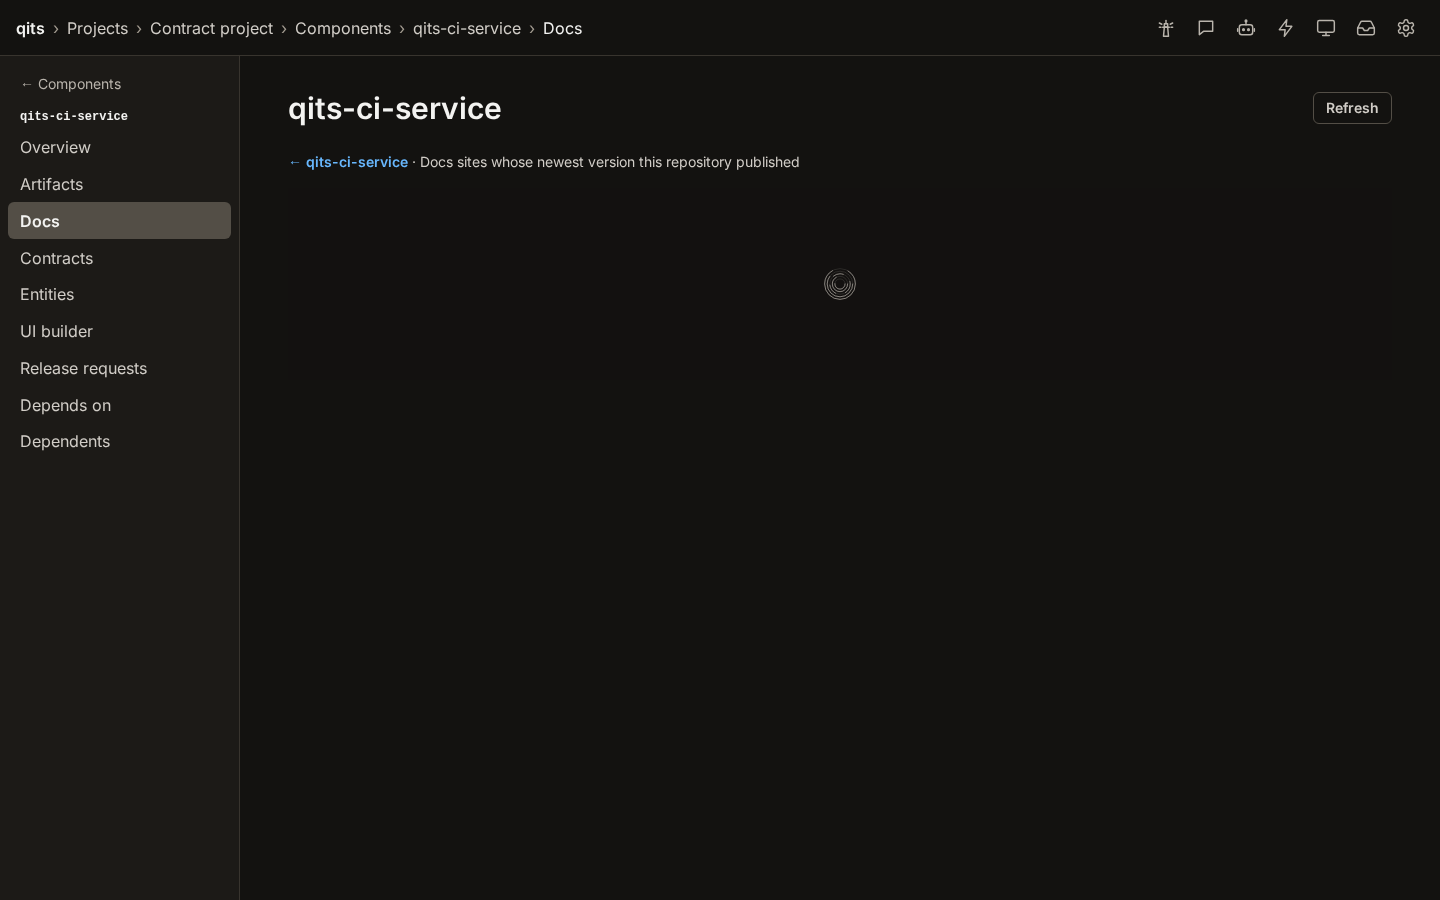 qits › Projects › Contract project › Components › qits-ci-service › Docs
← Components
qits-ci-service
Overview
Artifacts
Docs
Contracts
Entities
UI builder
Release requests
Depends on
Dependents
qits-ci-service
Refresh
← qits-ci-service · Docs sites whose newest version this repository published